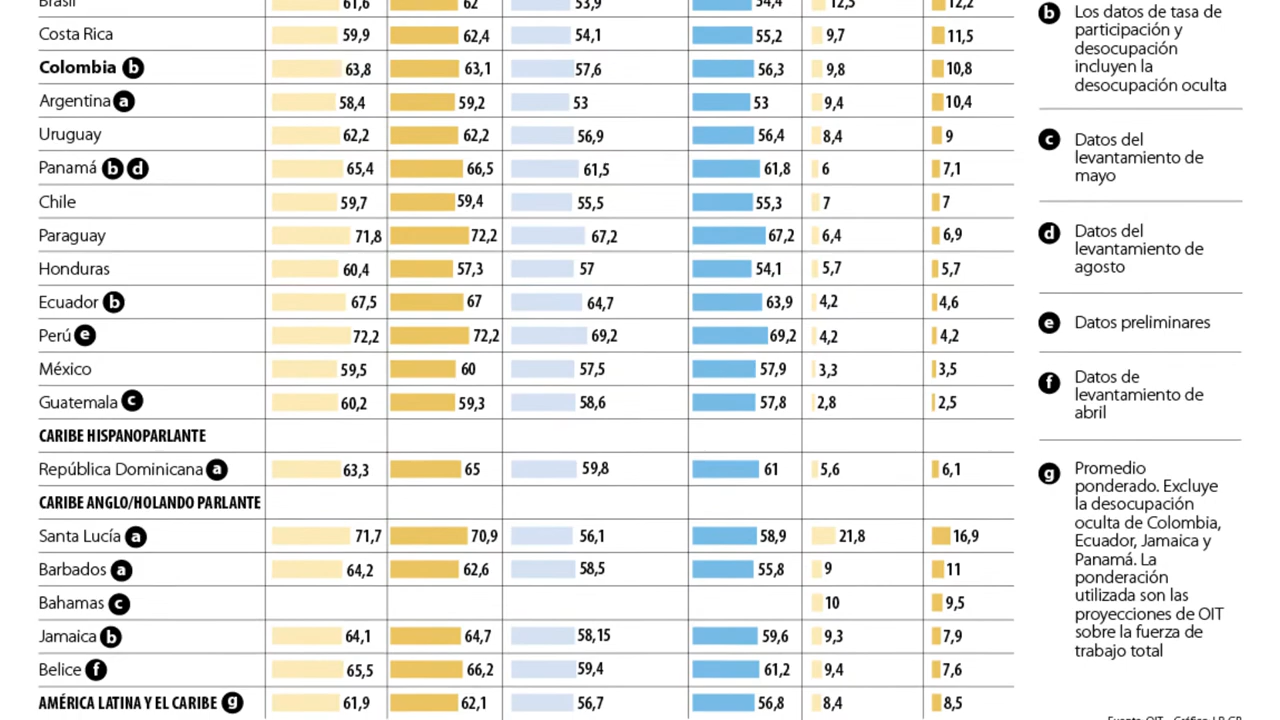 Brasil 61,6 62 53,9 54,4 12,3 12,2
Costa Rica 59,9 62,4 54,1 55,2 9,7 11,5
Colombia b 63,8 63,1 57,6 56,3 9,8 10,8
Argentina a 58,4 59,2 53 53 9,4 10,4
Uruguay 62,2 62,2 56,9 56,4 8,4 9
Panamá b d 65,4 66,5 61,5 61,8 6 7,1
Chile 59,7 59,4 55,5 55,3 7 7
Paraguay 71,8 72,2 67,2 67,2 6,4 6,9
Honduras 60,4 57,3 57 54,1 5,7 5,7
Ecuador b 67,5 67 64,7 63,9 4,2 4,6
Perú e 72,2 72,2 69,2 69,2 4,2 4,2
México 59,5 60 57,5 57,9 3,3 3,5
Guatemala c 60,2 59,3 58,6 57,8 2,8 2,5
CARIBE HISPANOPARLANTE
República Dominicana a 63,3 65 59,8 61 5,6 6,1
CARIBE ANGLO/HOLANDO PARLANTE
Santa Lucía a 71,7 70,9 56,1 58,9 21,8 16,9
Barbados a 64,2 62,6 58,5 55,8 9 11
Bahamas c 10 9,5
Jamaica b 64,1 64,7 58,15 59,6 9,3 7,9
Belice f 65,5 66,2 59,4 61,2 9,4 7,6
AMÉRICA LATINA Y EL CARIBE g 61,9 62,1 56,7 56,8 8,4 8,5
b Los datos de tasa de
participación y
desocupación
incluyen la
desocupación oculta
c Datos del
levantamiento de
mayo
d Datos del
levantamiento de
agosto
e Datos preliminares
f Datos de
levantamiento de
abril
g Promedio
ponderado. Excluye
la desocupación
oculta de Colombia,
Ecuador, Jamaica y
Panamá. La
ponderación
utilizada son las
proyecciones de OIT
sobre la fuerza de
trabajo total